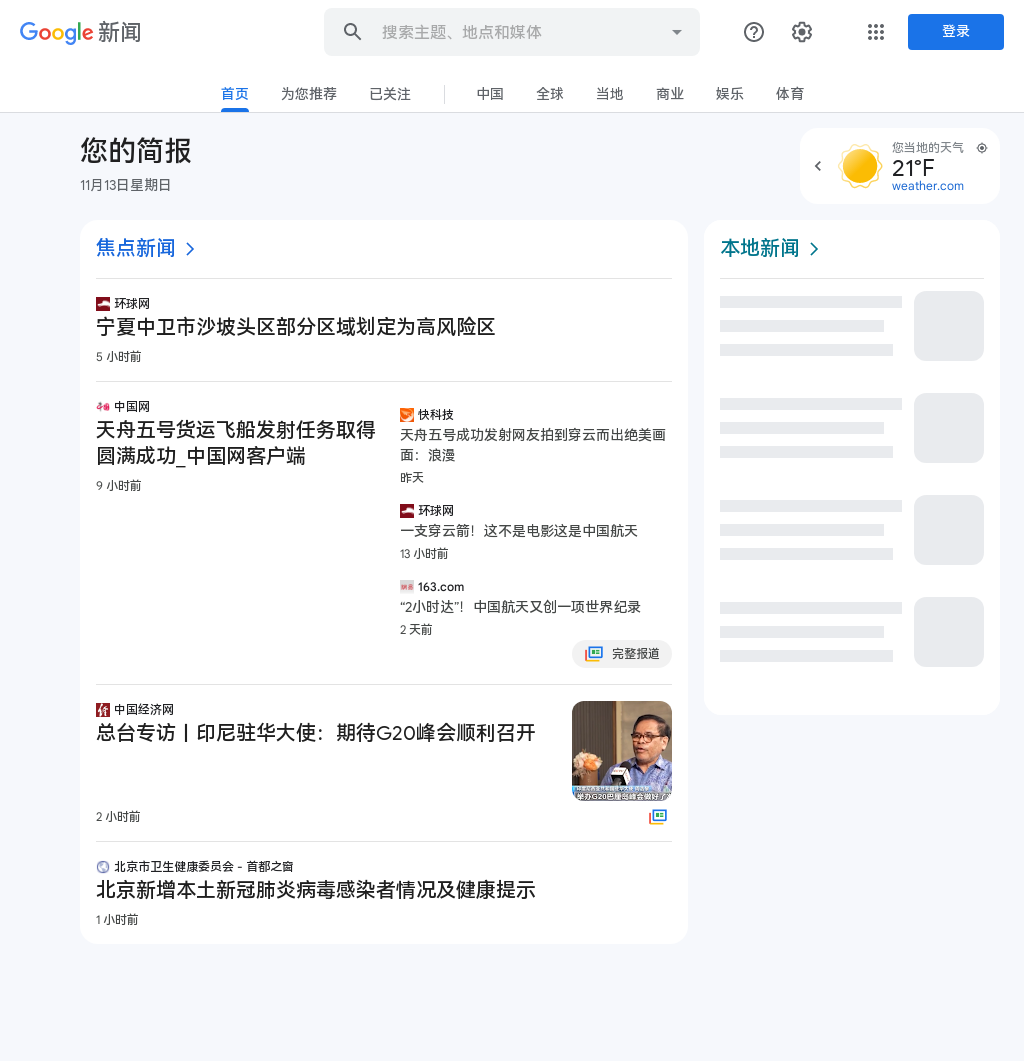 Google 新闻
搜索主题、地点和媒体
登录
首页
为您推荐
已关注
中国
全球
当地
商业
娱乐
体育
您的简报
11月13日星期日
您当地的天气
21°F
weather.com
焦点新闻
本地新闻
环球网
宁夏中卫市沙坡头区部分区域划定为高风险区
5 小时前
中国网
天舟五号货运飞船发射任务取得
圆满成功_中国网客户端
9 小时前
快科技
天舟五号成功发射网友拍到穿云而出绝美画
面：浪漫
昨天
环球网
一支穿云箭！这不是电影这是中国航天
13 小时前
163.com
“2小时达”！中国航天又创一项世界纪录
2 天前
完整报道
中国经济网
总台专访丨印尼驻华大使：期待G20峰会顺利召开
举办G20巴厘岛峰会做好了
2 小时前
北京市卫生健康委员会 - 首都之窗
北京新增本土新冠肺炎病毒感染者情况及健康提示
1 小时前